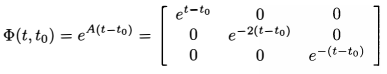 Φ(t, t₀) = e^{A(t−t₀)} = [ e^{t−t₀} 0 0
0 e^{−2(t−t₀)} 0
0 0 e^{−(t−t₀)} ]